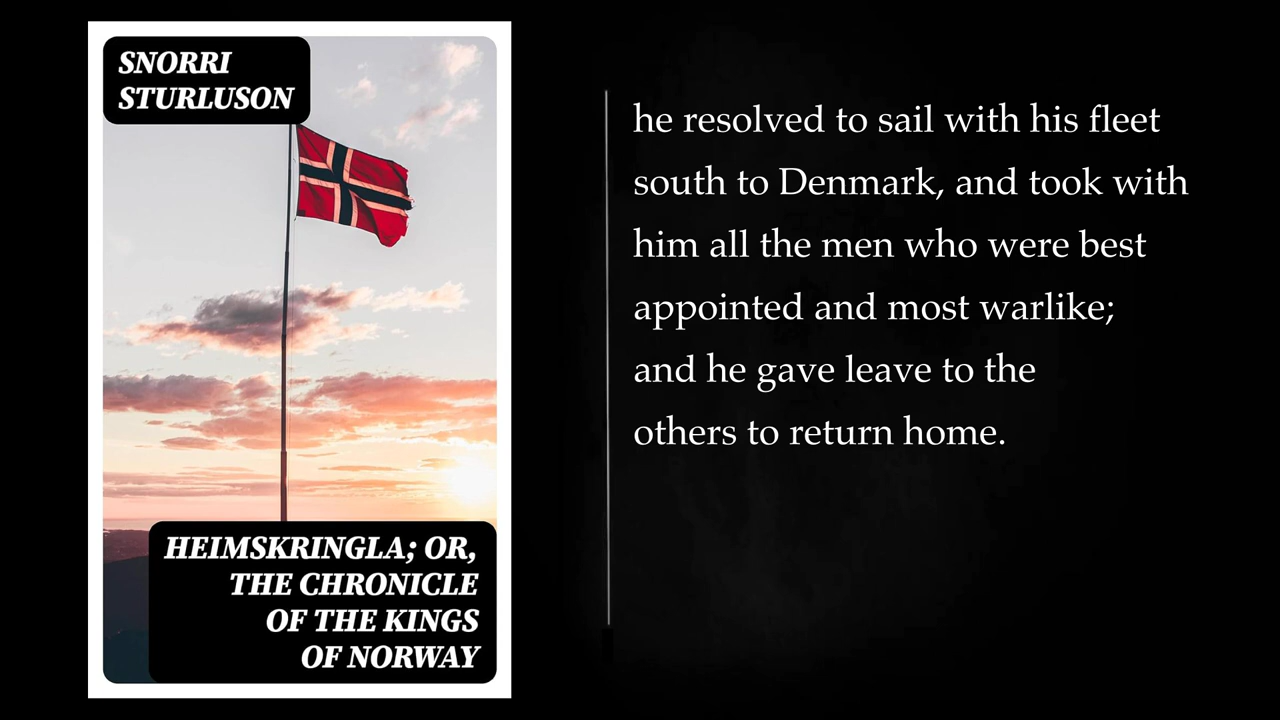 SNORRI
STURLUSON
HEIMSKRINGLA; OR,
THE CHRONICLE
OF THE KINGS
OF NORWAY
he resolved to sail with his fleet
south to Denmark, and took with
him all the men who were best
appointed and most warlike;
and he gave leave to the
others to return home.